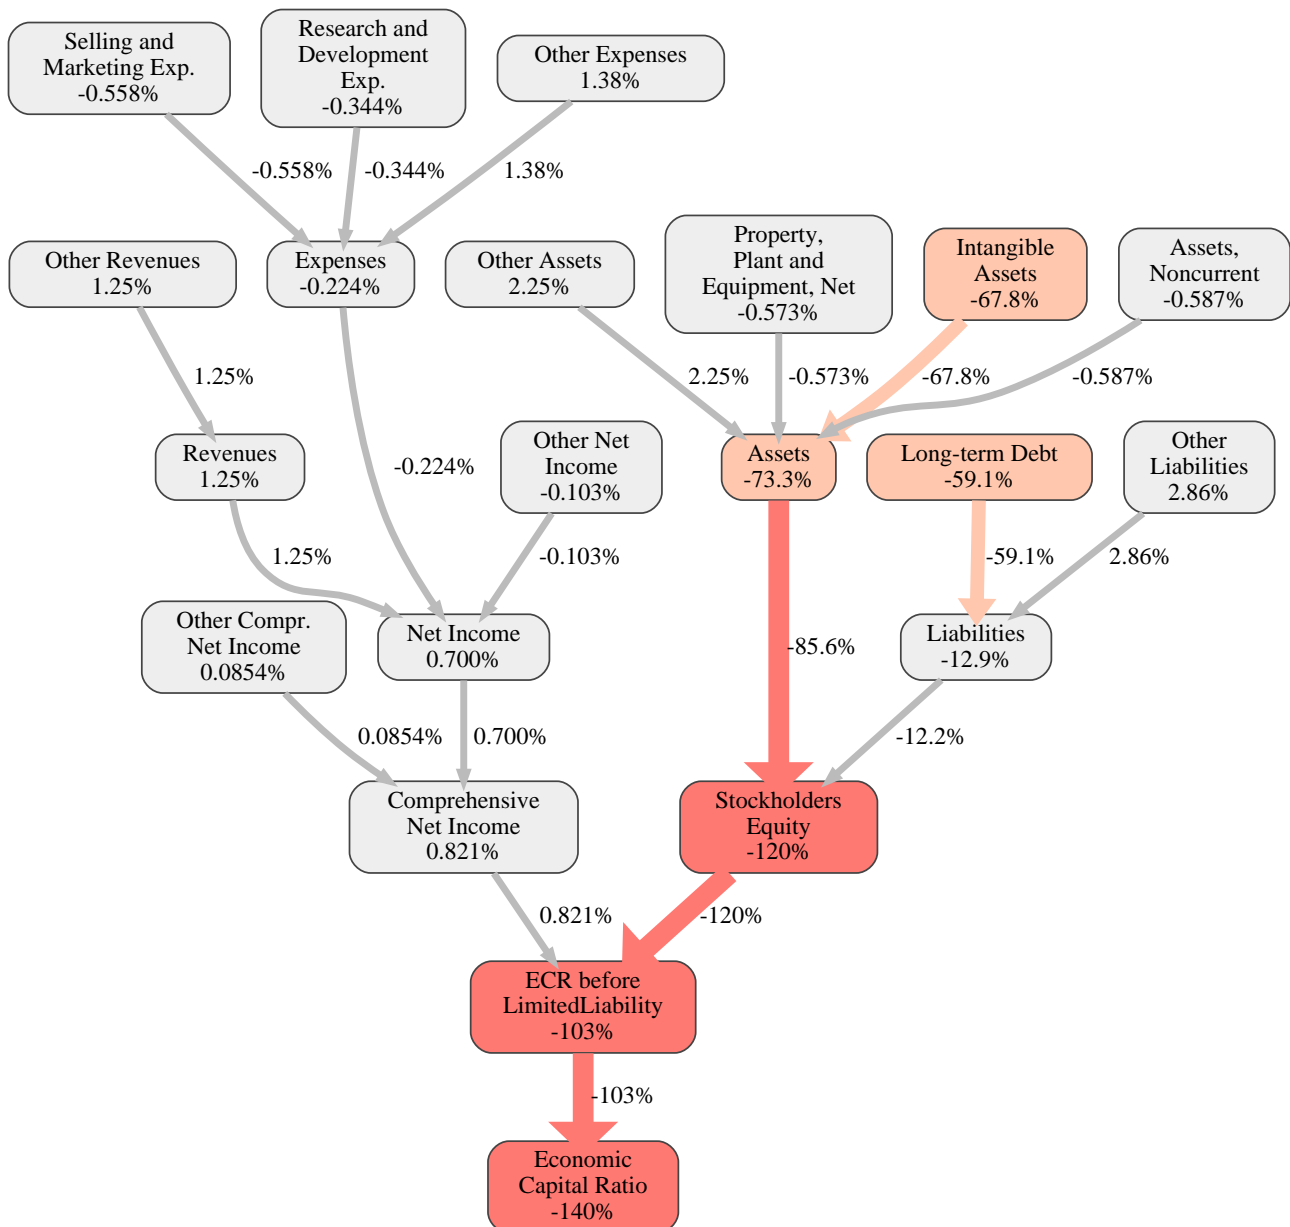 Selling and
Marketing Exp.
-0.558%
Research and
Development
Exp.
-0.344%
Other Expenses
1.38%
-0.558%
-0.344%
1.38%
Other Revenues
1.25%
Expenses
-0.224%
Other Assets
2.25%
Property,
Plant and
Equipment, Net
-0.573%
Intangible
Assets
-67.8%
Assets,
Noncurrent
-0.587%
1.25%
2.25%
-0.573%
-67.8%
-0.587%
Revenues
1.25%
-0.224%
Other Net
Income
-0.103%
Assets
-73.3%
Long-term Debt
-59.1%
Other
Liabilities
2.86%
1.25%
-0.103%
-59.1%
2.86%
Other Compr.
Net Income
0.0854%
Net Income
0.700%
-85.6%
Liabilities
-12.9%
0.0854%
0.700%
-12.2%
Comprehensive
Net Income
0.821%
Stockholders
Equity
-120%
0.821%
-120%
ECR before
LimitedLiability
-103%
-103%
Economic
Capital Ratio
-140%